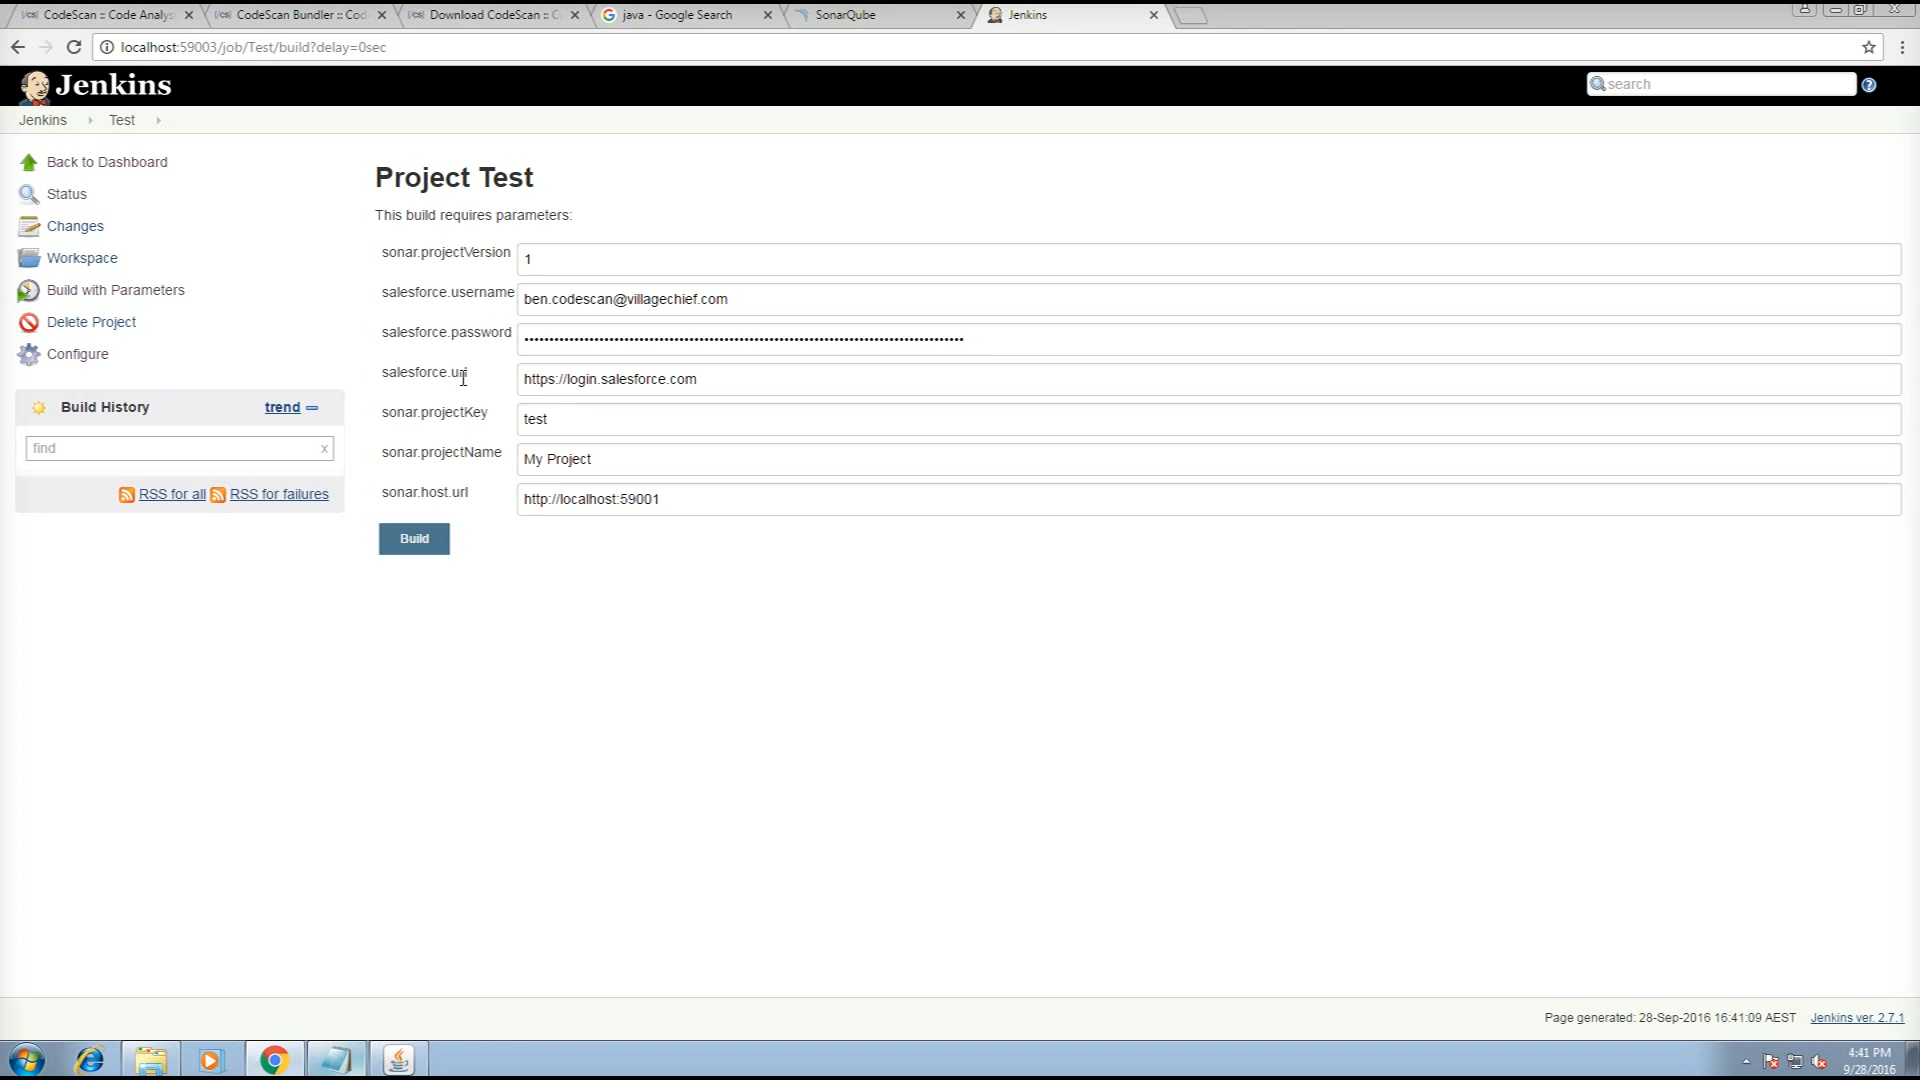 CodeScan :: Code Analys
CodeScan Bundler :: Cod
Download CodeScan :: C
java - Google Search
SonarQube
Jenkins
localhost:59003/job/Test/build?delay=0sec
Jenkins
search
Jenkins
Test
Back to Dashboard
Status
Changes
Workspace
Build with Parameters
Delete Project
Configure
Build History
trend
find
x
RSS for all
RSS for failures
Project Test
This build requires parameters:
sonar.projectVersion
1
salesforce.username
ben.codescan@villagechief.com
salesforce.password
••••••••••••••••••••••••••••••••••••••••••••••••••••••••••••••••••••••••••••••••••••••••
https://login.salesforce.com
sonar.projectKey
test
sonar.projectName
My Project
sonar.host.url
http://localhost:59001
Build
Page generated: 28-Sep-2016 16:41:09 AEST
Jenkins ver. 2.7.1
4:41 PM
9/28/2016